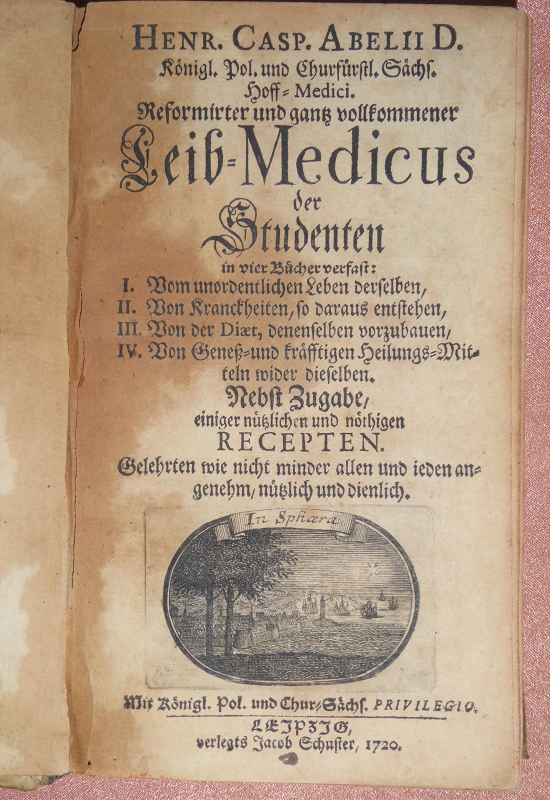 HENR. CASP. ABELII D.
Königl. Pol. und Churfürstl. Sächs.
Hoff-Medici.
Reformirter und gantz vollkommener
Leib-Medicus
der
Studenten
in vier Bücher verfast:
I. Vom unordentlichen Leben derselben,
II. Von Kranckheiten, so daraus entstehen,
III. Von der Diæt, denenselben vorzubauen,
IV. Von Geneß- und kräfftigen Heilungs-Mit-
teln wider dieselben.
Nebst Zugabe,
einiger nützlichen und nöthigen
RECEPTEN.
Gelehrten wie nicht minder allen und ieden an-
genehm, nützlich und dienlich.
In Sphæra
Mit Königl. Pol. und Chur-Sächs. PRIVILEGIO.
LEIPZIG,
verlegts Jacob Schuster, 1720.